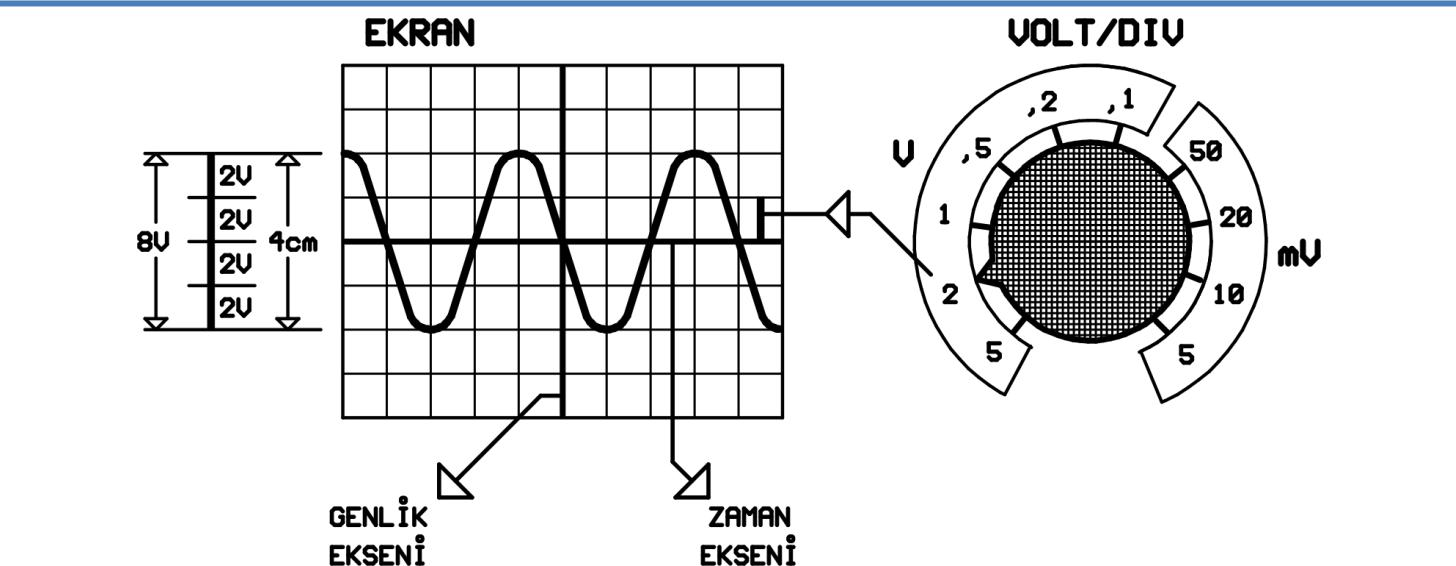 EKRAN
VOLT/DIV
2V
2V
2V
2V
8V
4cm
V
5
2
1
,5
,2
,1
50
20
10
5
mV
GENLİK
EKSENİ
ZAMAN
EKSENİ